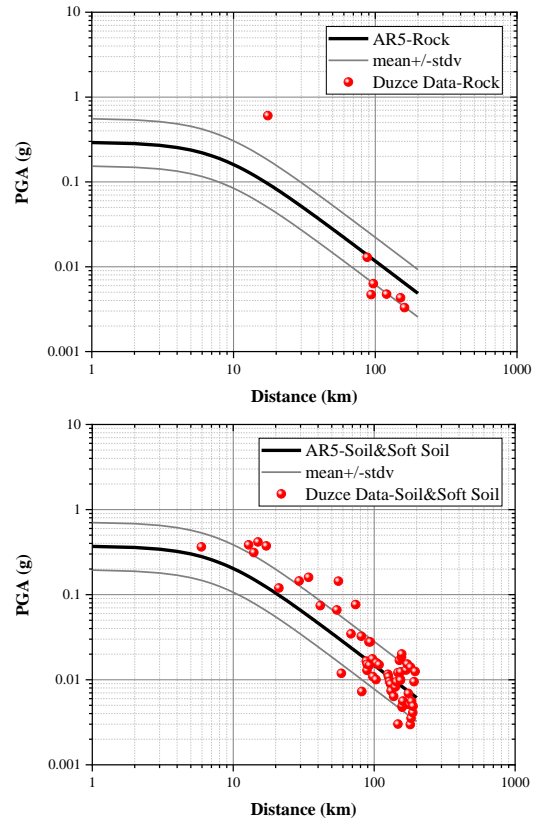 10
1
0.1
0.01
0.001
PGA (g)
AR5-Rock
mean+/-stdv
Duzce Data-Rock
1 10 100 1000
Distance (km)
10
1
0.1
0.01
0.001
PGA (g)
AR5-Soil&Soft Soil
mean+/-stdv
Duzce Data-Soil&Soft Soil
1 10 100 1000
Distance (km)